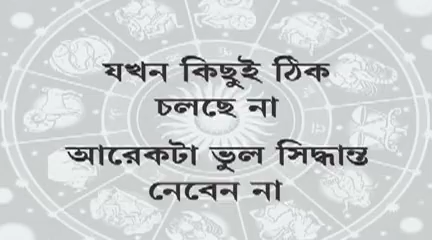 যখন কিছুই ঠিক
চলছে না
আরেকটা ভুল সিদ্ধান্ত
নেবেন না